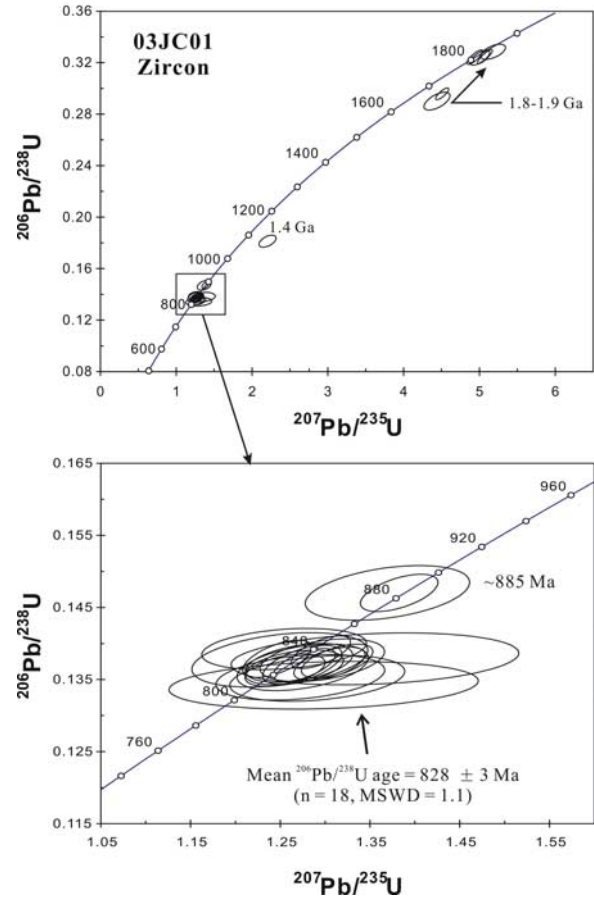 03JC01
Zircon
0.36
0.32
0.28
0.24
0.20
0.16
0.12
0.08
206Pb/238U
1800
1600
1400
1200
1000
800
600
1.8-1.9 Ga
1.4 Ga
0 1 2 3 4 5 6
207Pb/235U
0.165
0.155
0.145
0.135
0.125
0.115
206Pb/238U
960
920
880
840
800
760
~885 Ma
Mean 206Pb/238U age = 828 ± 3 Ma
(n = 18, MSWD = 1.1)
1.05 1.15 1.25 1.35 1.45 1.55
207Pb/235U